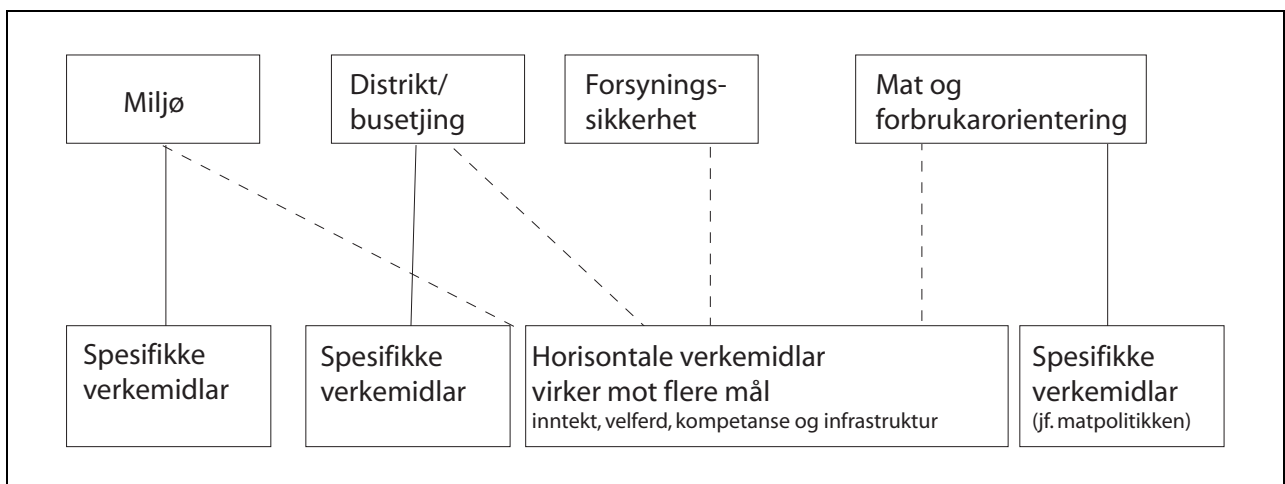 Miljø
Distrikt/
busetjing
Forsynings-
sikkerhet
Mat og
forbrukarorientering
Spesifikke
verkemidlar
Spesifikke
verkemidlar
Horisontale verkemidlar
virker mot flere mål
inntekt, velferd, kompetanse og infrastruktur
Spesifikke
verkemidlar
(jf. matpolitikken)